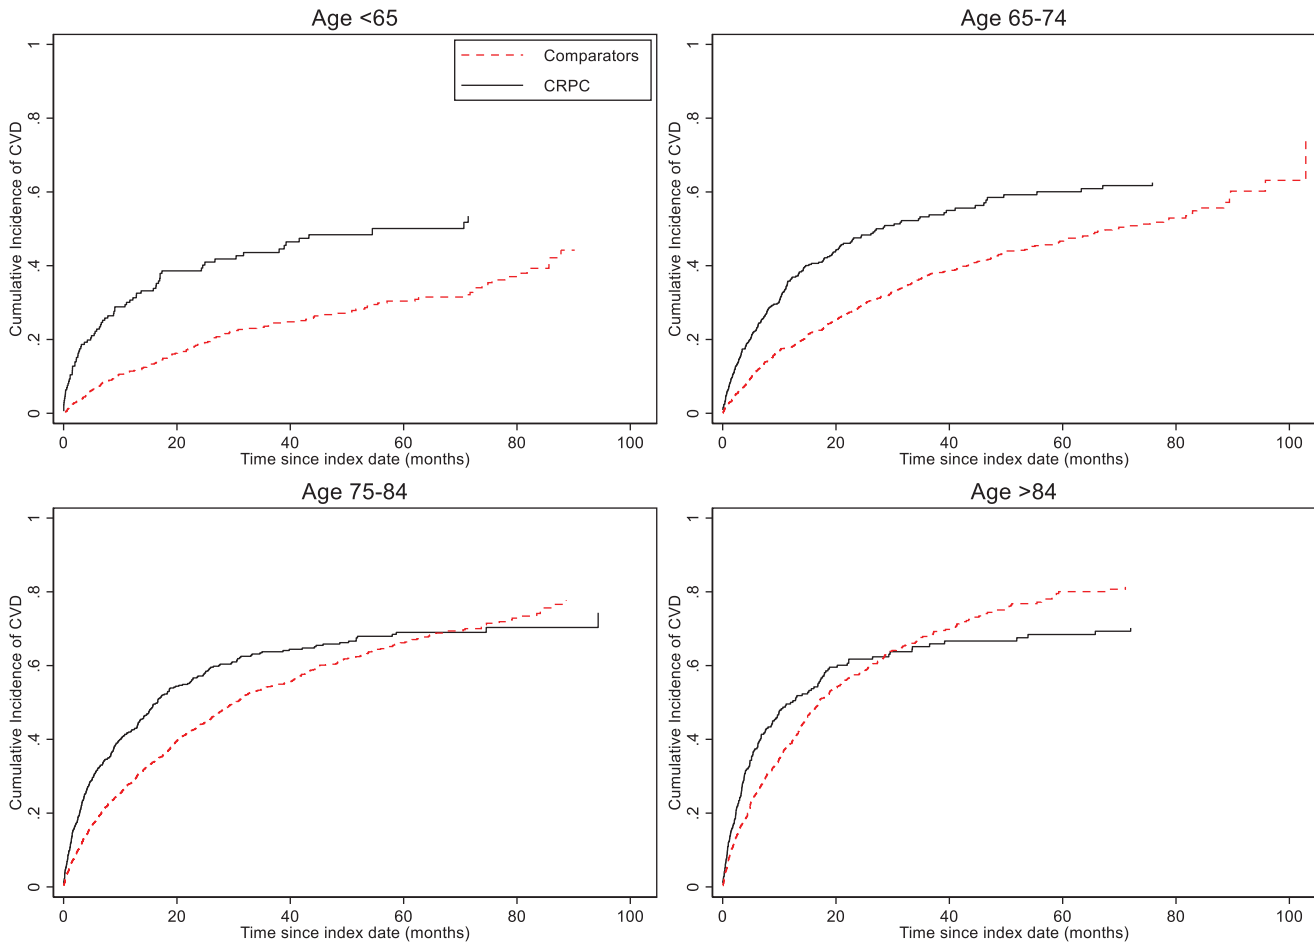 Age <65
Cumulative Incidence of CVD
1
.8
.6
.4
.2
0
Comparators
CRPC
0 20 40 60 80 100
Time since index date (months)
Age 65-74
Cumulative Incidence of CVD
1
.8
.6
.4
.2
0
0 20 40 60 80 100
Time since index date (months)
Age 75-84
Cumulative Incidence of CVD
1
.8
.6
.4
.2
0
0 20 40 60 80 100
Time since index date (months)
Age >84
Cumulative Incidence of CVD
1
.8
.6
.4
.2
0
0 20 40 60 80 100
Time since index date (months)